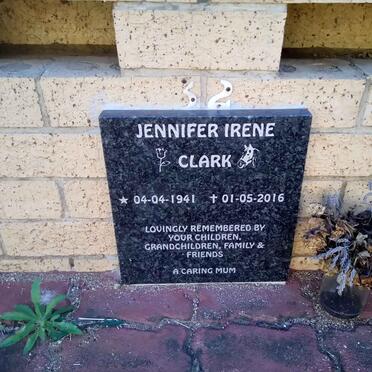 JENNIFER IRENE
CLARK
★ 04-04-1941 ✝ 01-05-2016
LOVINGLY REMEMBERED BY
YOUR CHILDREN,
GRANDCHILDREN, FAMILY &
FRIENDS
A CARING MUM